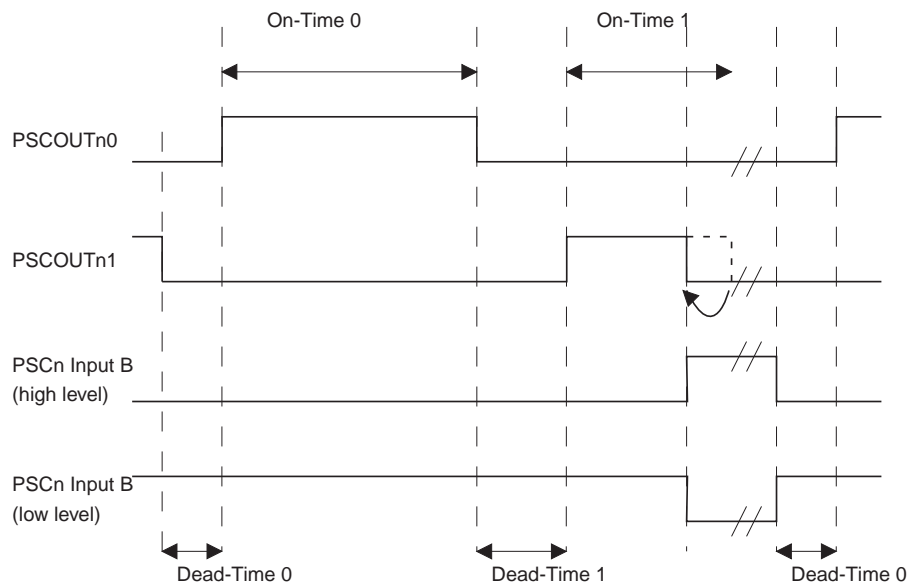 On-Time 0
On-Time 1
PSCOUTn0
PSCOUTn1
PSCn Input B
(high level)
PSCn Input B
(low level)
Dead-Time 0
Dead-Time 1
Dead-Time 0